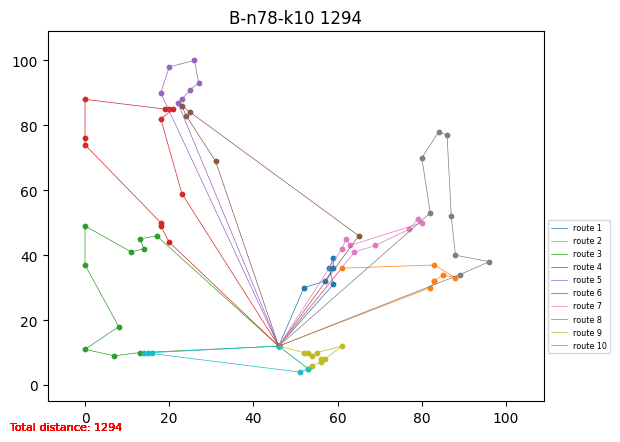 B-n78-k10 1294
100
80
60
40
20
0
0 20 40 60 80 100
route 1
route 2
route 3
route 4
route 5
route 6
route 7
route 8
route 9
route 10
Total distance: 1294